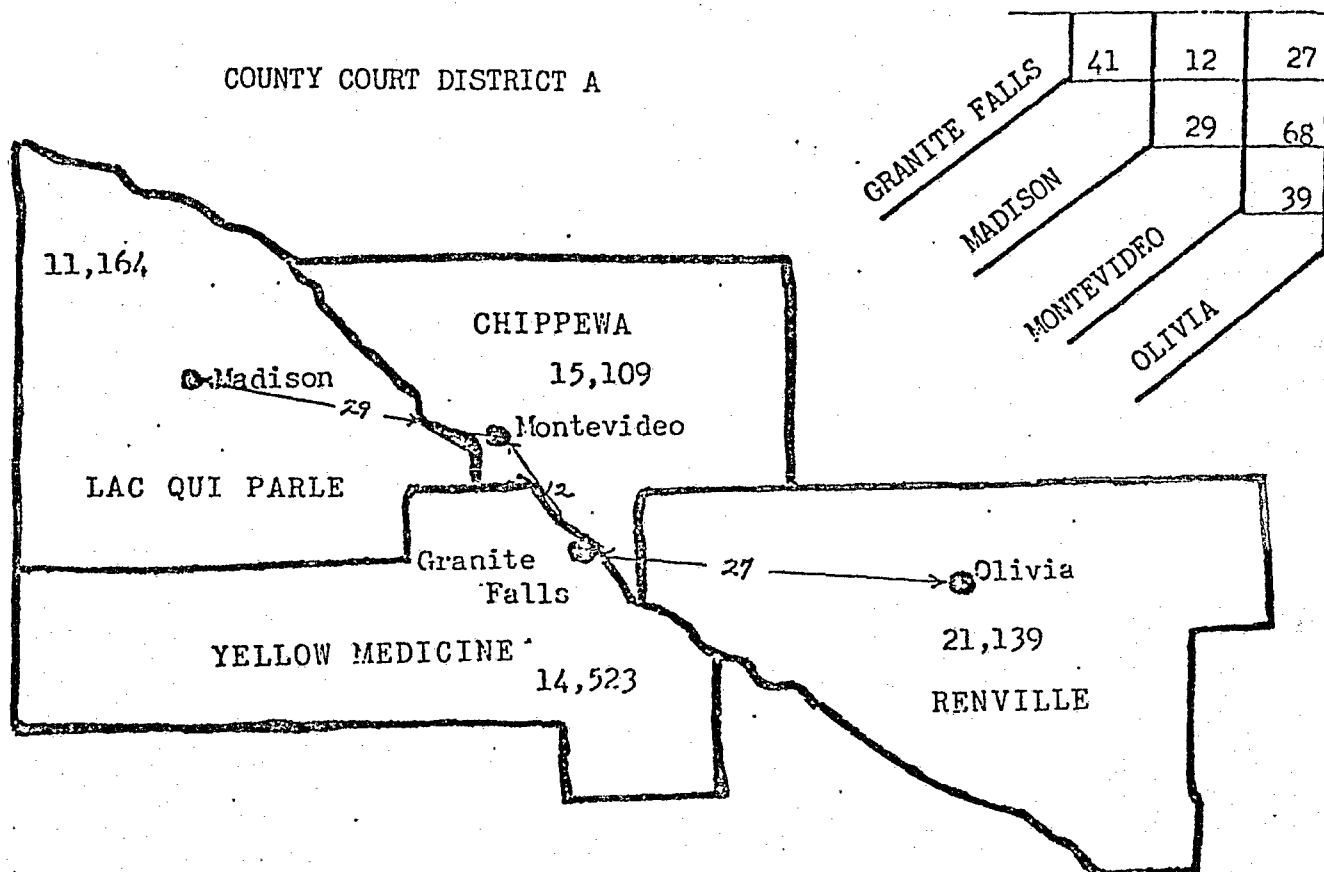 COUNTY COURT DISTRICT A
41 12 27
GRANITE FALLS
29 68
MADISON
39
MONTEVIDEO
OLIVIA
11,164
CHIPPEWA
15,109
Madison
29
Montevideo
LAC QUI PARLE
12
Granite
Falls
27
Olivia
YELLOW MEDICINE
14,523
21,139
RENVILLE